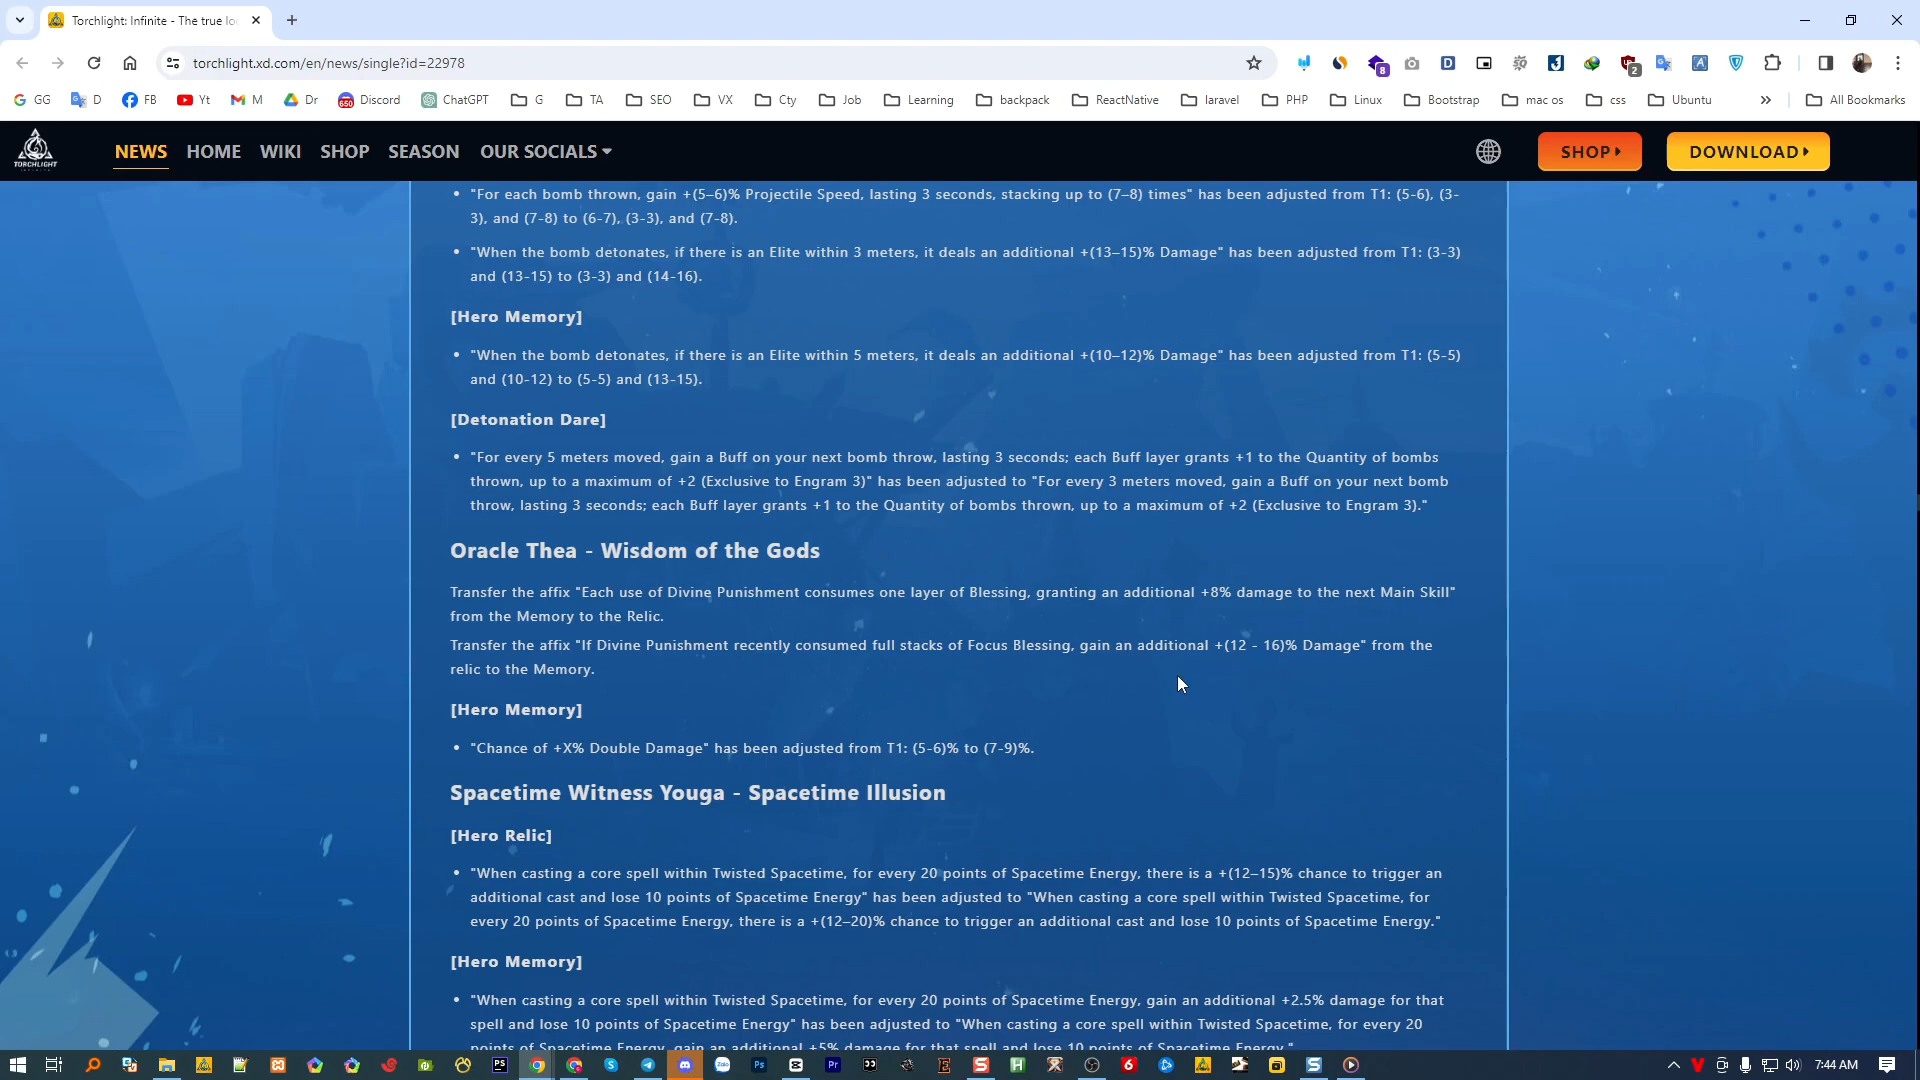 Torchlight: Infinite - The true lo
torchlight.xd.com/en/news/single?id=22978
8
2
GG
D
FB
Yt
M
Dr
Discord
ChatGPT
G
TA
SEO
VX
Cty
Job
Learning
backpack
ReactNative
laravel
PHP
Linux
Bootstrap
mac os
css
Ubuntu
All Bookmarks
TORCHLIGHT
NEWS
HOME
WIKI
SHOP
SEASON
OUR SOCIALS
SHOP
DOWNLOAD
"For each bomb thrown, gain +(5–6)% Projectile Speed, lasting 3 seconds, stacking up to (7–8) times" has been adjusted from T1: (5-6), (3-
3), and (7-8) to (6-7), (3-3), and (7-8).
"When the bomb detonates, if there is an Elite within 3 meters, it deals an additional +(13–15)% Damage" has been adjusted from T1: (3-3)
and (13-15) to (3-3) and (14-16).
[Hero Memory]
"When the bomb detonates, if there is an Elite within 5 meters, it deals an additional +(10–12)% Damage" has been adjusted from T1: (5-5)
and (10-12) to (5-5) and (13-15).
[Detonation Dare]
"For every 5 meters moved, gain a Buff on your next bomb throw, lasting 3 seconds; each Buff layer grants +1 to the Quantity of bombs
thrown, up to a maximum of +2 (Exclusive to Engram 3)" has been adjusted to "For every 3 meters moved, gain a Buff on your next bomb
throw, lasting 3 seconds; each Buff layer grants +1 to the Quantity of bombs thrown, up to a maximum of +2 (Exclusive to Engram 3)."
Oracle Thea - Wisdom of the Gods
Transfer the affix "Each use of Divine Punishment consumes one layer of Blessing, granting an additional +8% damage to the next Main Skill"
from the Memory to the Relic.
Transfer the affix "If Divine Punishment recently consumed full stacks of Focus Blessing, gain an additional +(12 - 16)% Damage" from the
relic to the Memory.
[Hero Memory]
"Chance of +X% Double Damage" has been adjusted from T1: (5-6)% to (7-9)%.
Spacetime Witness Youga - Spacetime Illusion
[Hero Relic]
"When casting a core spell within Twisted Spacetime, for every 20 points of Spacetime Energy, there is a +(12–15)% chance to trigger an
additional cast and lose 10 points of Spacetime Energy" has been adjusted to "When casting a core spell within Twisted Spacetime, for
every 20 points of Spacetime Energy, there is a +(12–20)% chance to trigger an additional cast and lose 10 points of Spacetime Energy."
[Hero Memory]
"When casting a core spell within Twisted Spacetime, for every 20 points of Spacetime Energy, gain an additional +2.5% damage for that
spell and lose 10 points of Spacetime Energy" has been adjusted to "When casting a core spell within Twisted Spacetime, for every 20
points of Spacetime Energy, gain an additional +5% damage for that spell and lose 10 points of Spacetime Energy."
7:44 AM